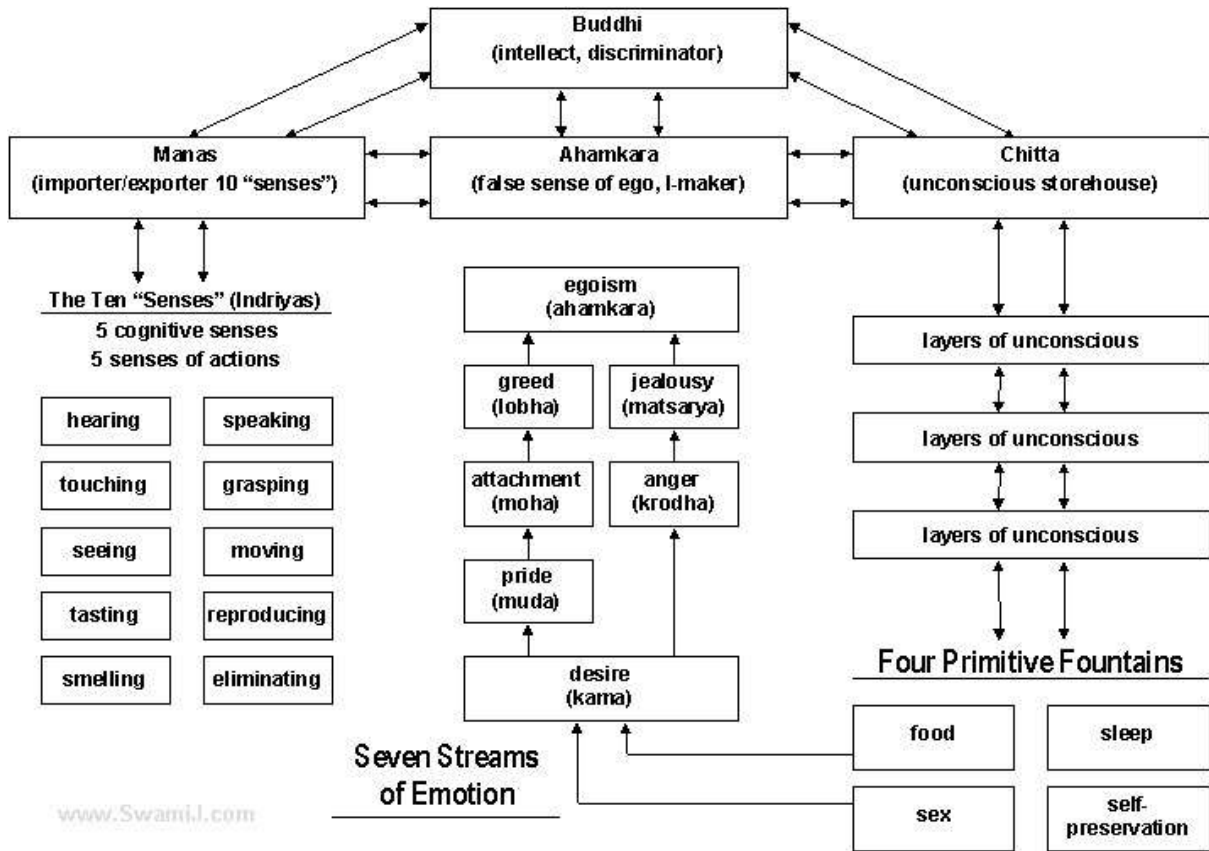 Buddhi
(intellect, discriminator)
Manas
(importer/exporter 10 “senses”)
Ahamkara
(false sense of ego, I-maker)
Chitta
(unconscious storehouse)
The Ten “Senses” (Indriyas)
5 cognitive senses
5 senses of actions
hearing
speaking
touching
grasping
seeing
moving
tasting
reproducing
smelling
eliminating
egoism
(ahamkara)
greed
(lobha)
jealousy
(matsarya)
attachment
(moha)
anger
(krodha)
pride
(muda)
desire
(kama)
Seven Streams
of Emotion
layers of unconscious
layers of unconscious
layers of unconscious
Four Primitive Fountains
food
sleep
sex
self-
preservation
www.SwamiJ.com